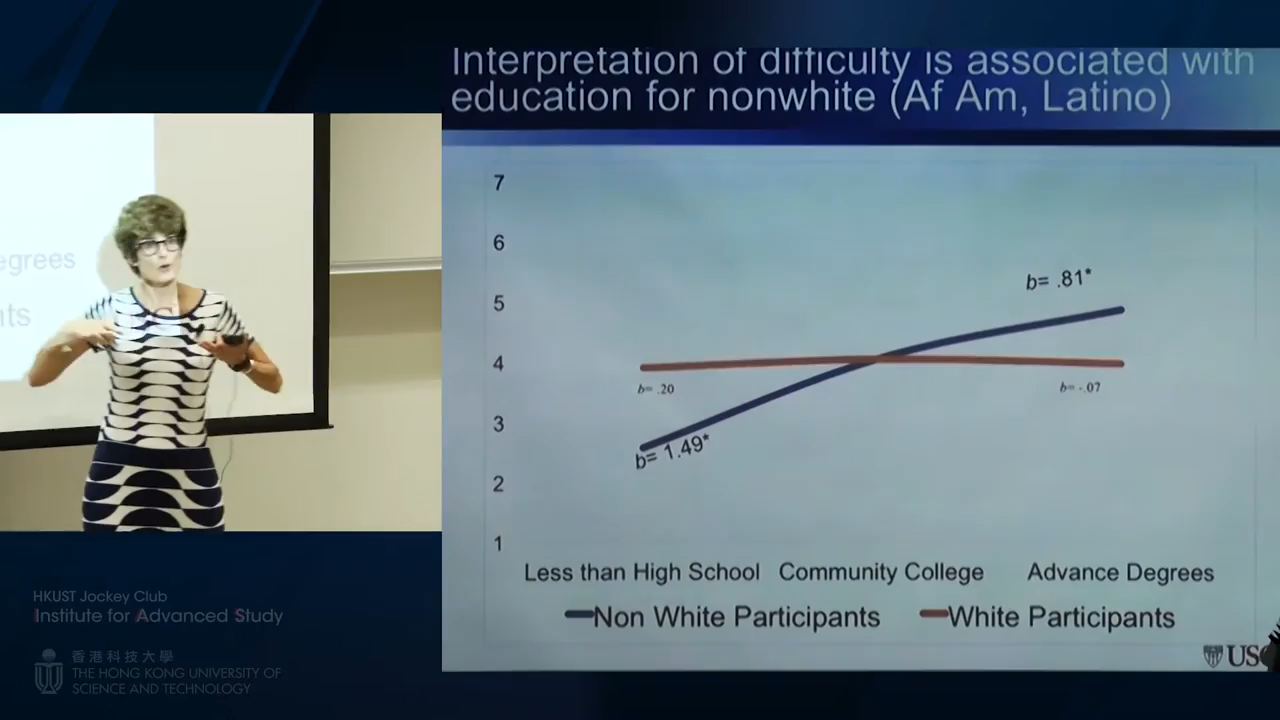 Interpretation of difficulty is associated with
education for nonwhite (Af Am, Latino)
7
6
5
4
3
2
1
b= .81*
b= .20
b= -.07
b= 1.49*
Less than High School Community College Advance Degrees
Non White Participants White Participants
USC
egrees
ts
HKUST Jockey Club
Institute for Advanced Study
香港科技大學
THE HONG KONG UNIVERSITY OF
SCIENCE AND TECHNOLOGY